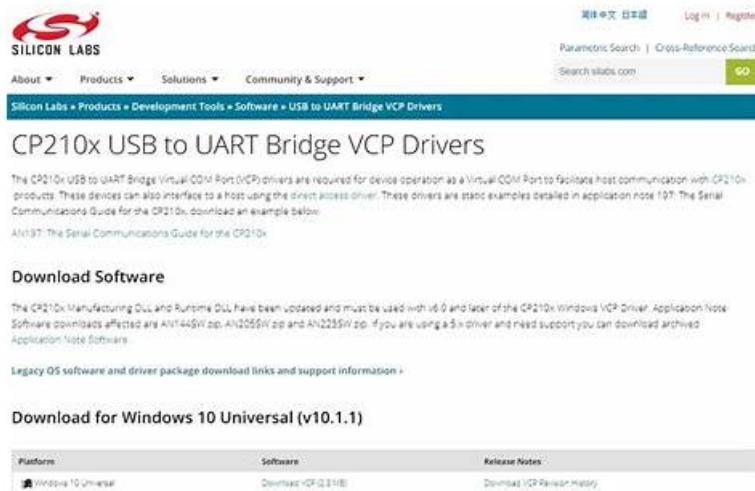 简体中文 日本語 Log In | Registe
SILICON LABS
Parametric Search | Cross-Reference Searc
About Products Solutions Community & Support
Search silabs.com GO
Silicon Labs » Products » Development Tools » Software » USB to UART Bridge VCP Drivers
CP210x USB to UART Bridge VCP Drivers
The CP210x USB to UART Bridge Virtual COM Port (VCP) drivers are required for device operation as a Virtual COM Port to facilitate host communication with CP210x
products. These devices can also interface to a host using the direct access driver. These drivers are static examples detailed in application note 197: The Serial
Communications Guide for the CP210x, download an example below:
AN197: The Serial Communications Guide for the CP210x
Download Software
The CP210x Manufacturing DLL and Runtime DLL have been updated and must be used with v6.0 and later of the CP210x Windows VCP Driver. Application Note
Software downloads affected are AN144SW.zip, AN205SW.zip and AN223SW.zip. If you are using a 5.x driver and need support you can download archived
Application Note Software.
Legacy OS software and driver package download links and support information ›
Download for Windows 10 Universal (v10.1.1)
Platform Software Release Notes
Windows 10 Universal Download VCP (2.3 MB) Download VCP Revision History